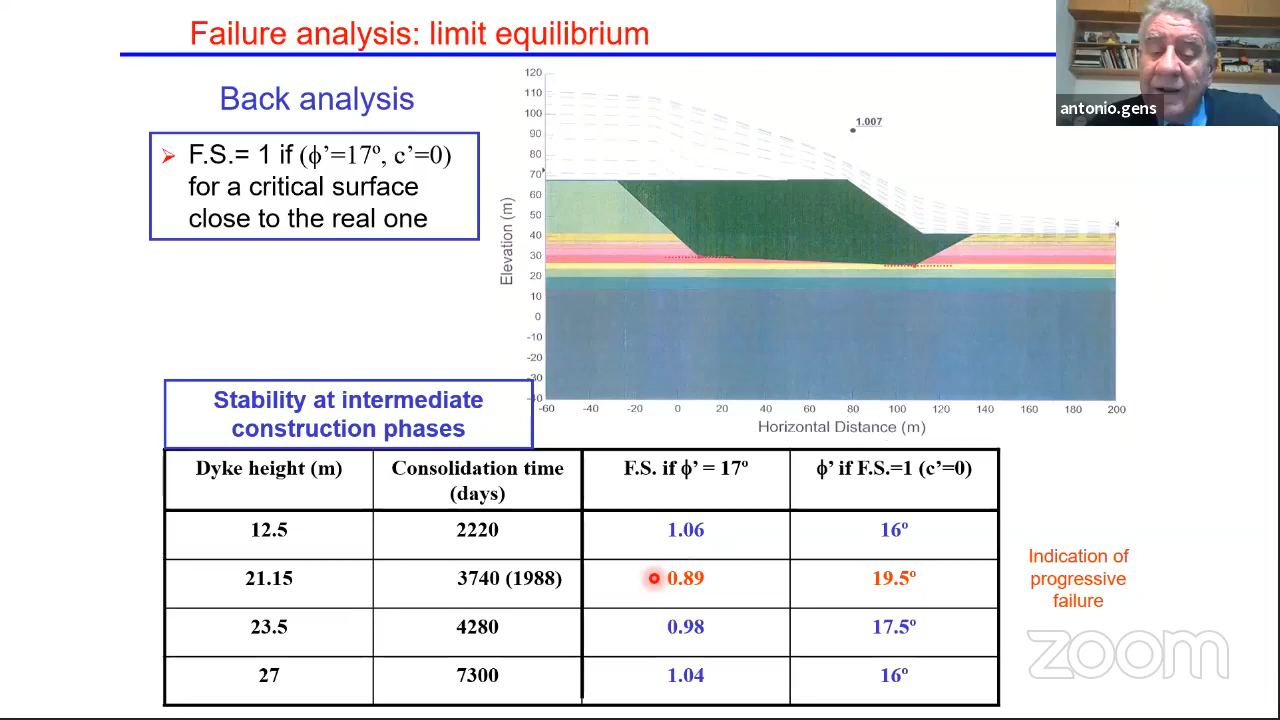 Failure analysis: limit equilibrium
antonio.gens
Back analysis
➢ F.S.= 1 if (ϕ’=17º, c’=0)
for a critical surface
close to the real one
1.007
Elevation (m)
120
110
100
90
80
70
60
50
40
30
20
10
0
-10
-20
-30
-40
-60 -40 -20 0 20 40 60 80 100 120 140 160 180 200
Horizontal Distance (m)
Stability at intermediate
construction phases
Dyke height (m) Consolidation time (days) F.S. if ϕ’ = 17º ϕ’ if F.S.=1 (c’=0)
12.5 2220 1.06 16º
21.15 3740 (1988) 0.89 19.5º
23.5 4280 0.98 17.5º
27 7300 1.04 16º
Indication of
progressive
failure
zoom